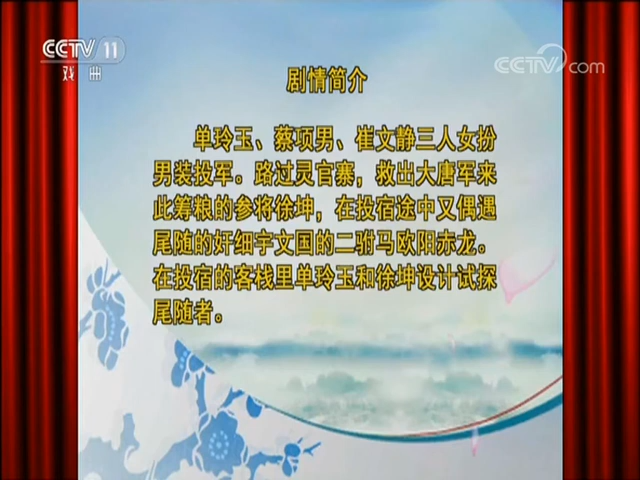 CCTV 11
戏曲
CCTV.com
剧情简介
单玲玉、蔡项男、崔文静三人女扮
男装投军。路过灵官寨，救出大唐军来
此筹粮的参将徐坤，在投宿途中又偶遇
尾随的奸细宇文国的二驸马欧阳赤龙。
在投宿的客栈里单玲玉和徐坤设计试探
尾随者。